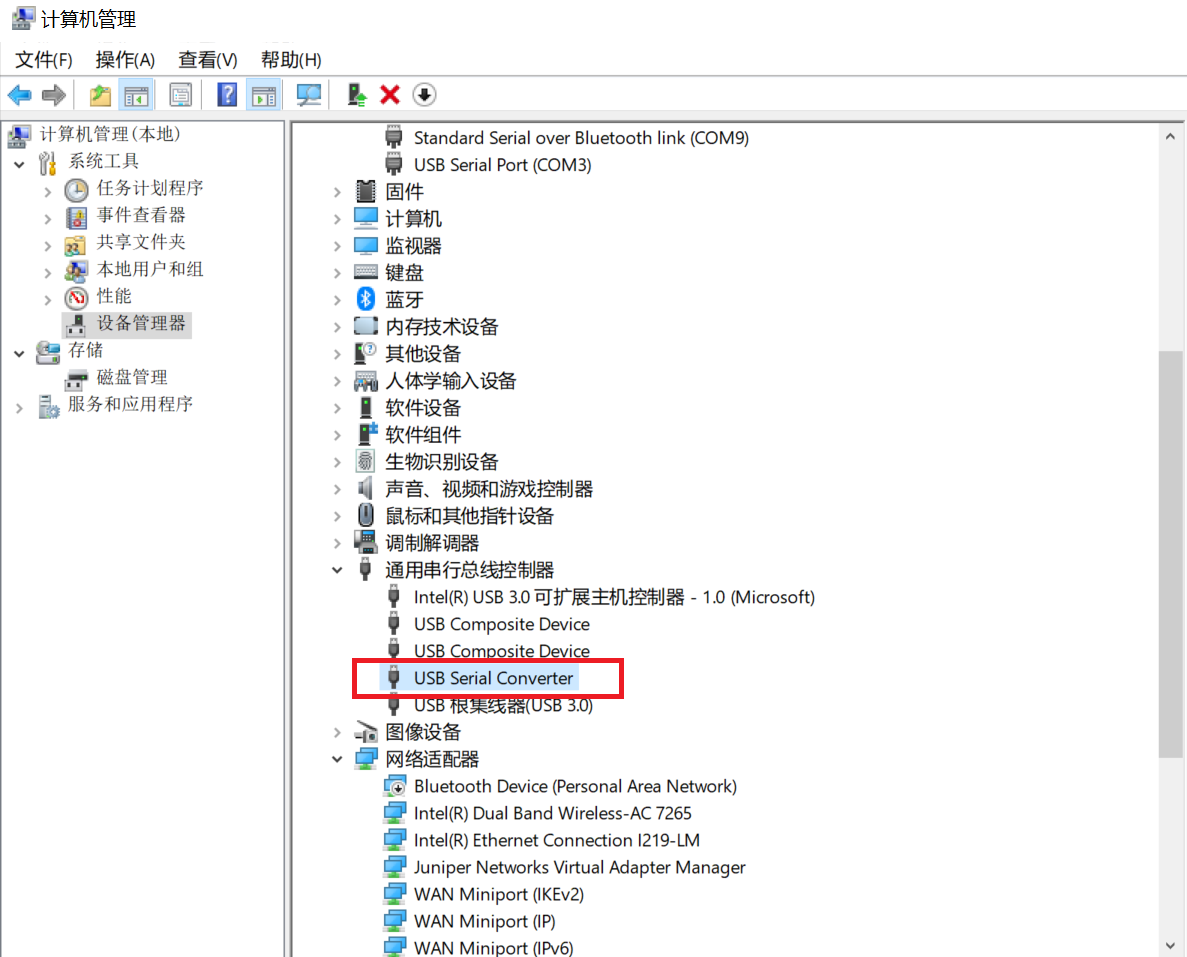 计算机管理
文件(F) 操作(A) 查看(V) 帮助(H)
计算机管理(本地)
系统工具
任务计划程序
事件查看器
共享文件夹
本地用户和组
性能
设备管理器
存储
磁盘管理
服务和应用程序
Standard Serial over Bluetooth link (COM9)
USB Serial Port (COM3)
固件
计算机
监视器
键盘
蓝牙
内存技术设备
其他设备
人体学输入设备
软件设备
软件组件
生物识别设备
声音、视频和游戏控制器
鼠标和其他指针设备
调制解调器
通用串行总线控制器
Intel(R) USB 3.0 可扩展主机控制器 - 1.0 (Microsoft)
USB Composite Device
USB Composite Device
USB Serial Converter
USB 根集线器(USB 3.0)
图像设备
网络适配器
Bluetooth Device (Personal Area Network)
Intel(R) Dual Band Wireless-AC 7265
Intel(R) Ethernet Connection I219-LM
Juniper Networks Virtual Adapter Manager
WAN Miniport (IKEv2)
WAN Miniport (IP)
WAN Miniport (IPv6)